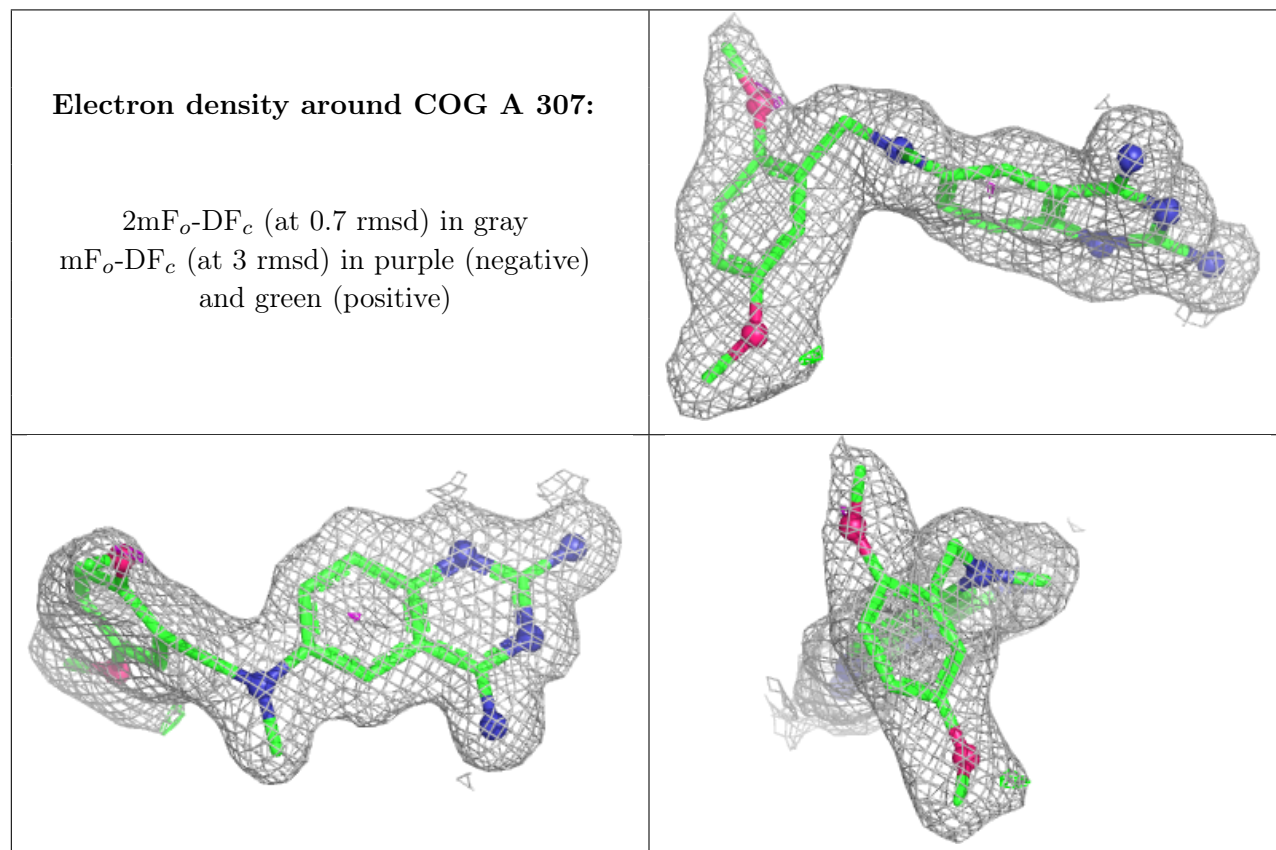 Electron density around COG A 307:
2mFo-DFc (at 0.7 rmsd) in gray
mFo-DFc (at 3 rmsd) in purple (negative)
and green (positive)